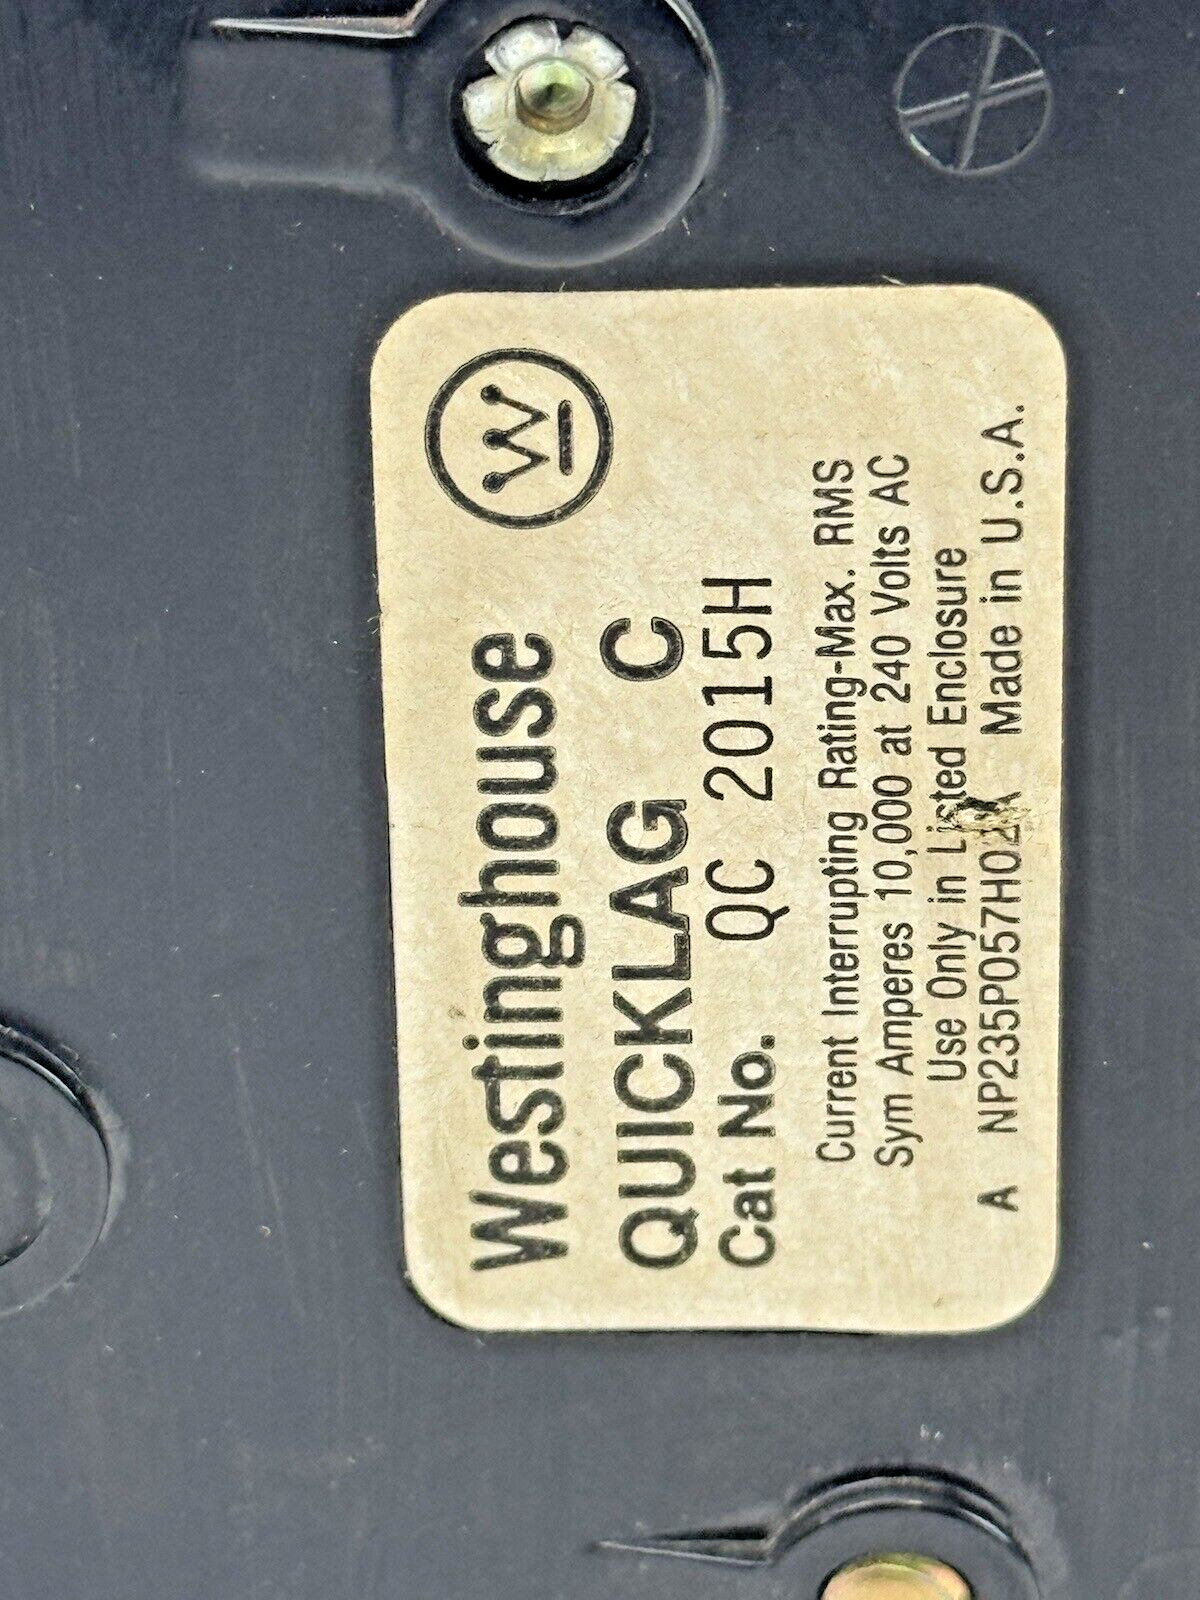 Westinghouse
QUICKLAG C
Cat No. QC 2015H
Current Interrupting Rating-Max. RMS
Sym Amperes 10,000 at 240 Volts AC
Use Only in Listed Enclosure
A NP235P057H02A Made in U.S.A.